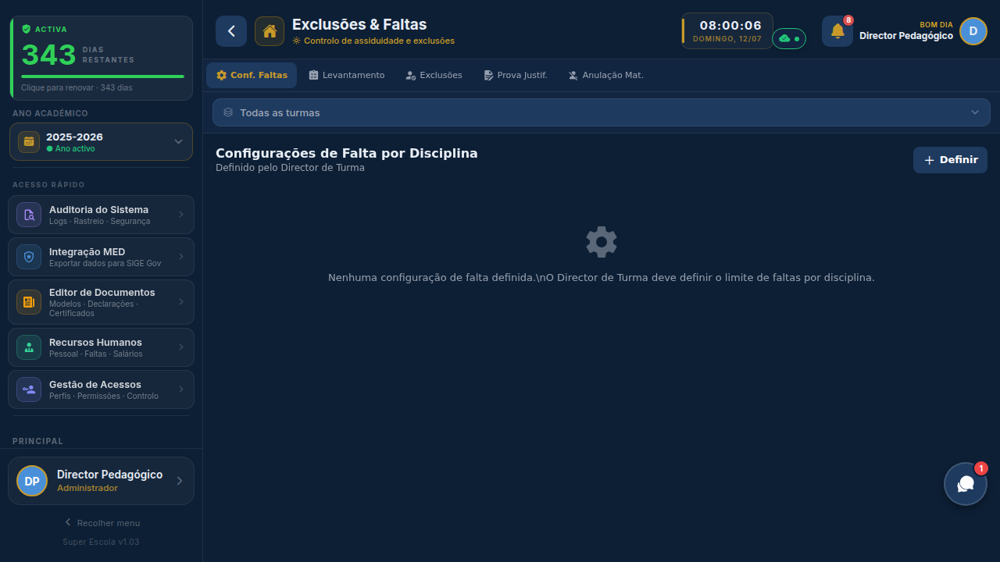 ACTIVA
343 DIAS RESTANTES
Clique para renovar · 343 dias
ANO ACADÉMICO
2025-2026
Ano activo
ACESSO RÁPIDO
Auditoria do Sistema
Logs · Rastreio · Segurança
Integração MED
Exportar dados para SIGE Gov
Editor de Documentos
Modelos · Declarações ·
Certificados
Recursos Humanos
Pessoal · Faltas · Salários
Gestão de Acessos
Perfis · Permissões · Controlo
PRINCIPAL
DP
Director Pedagógico
Administrador
Recolher menu
Super Escola v1.03
Exclusões & Faltas
Controlo de assiduidade e exclusões
08:00:06
DOMINGO, 12/07
8
BOM DIA
Director Pedagógico
D
Conf. Faltas
Levantamento
Exclusões
Prova Justif.
Anulação Mat.
Todas as turmas
Configurações de Falta por Disciplina
Definido pelo Director de Turma
Definir
Nenhuma configuração de falta definida.\nO Director de Turma deve definir o limite de faltas por disciplina.
1